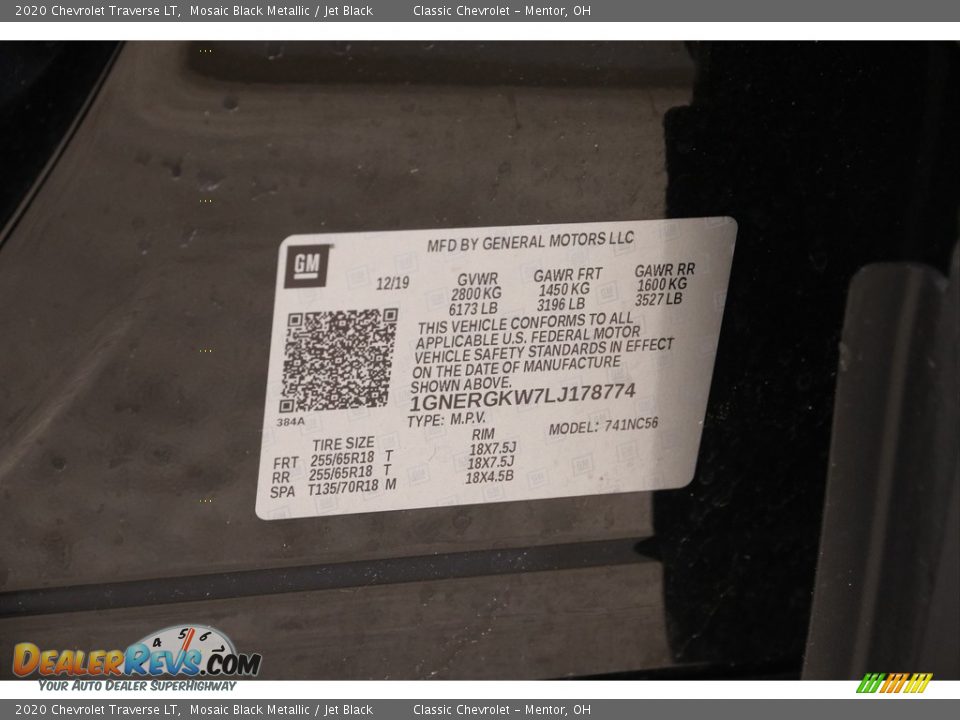 2020 Chevrolet Traverse LT, Mosaic Black Metallic / Jet Black Classic Chevrolet – Mentor, OH
GM
MFD BY GENERAL MOTORS LLC
12/19 GVWR GAWR FRT GAWR RR
2800 KG 1450 KG 1600 KG
6173 LB 3196 LB 3527 LB
THIS VEHICLE CONFORMS TO ALL
APPLICABLE U.S. FEDERAL MOTOR
VEHICLE SAFETY STANDARDS IN EFFECT
ON THE DATE OF MANUFACTURE
SHOWN ABOVE.
384A
1GNERGKW7LJ178774
TYPE: M.P.V. MODEL: 741NC56
TIRE SIZE RIM
FRT 255/65R18 T 18X7.5J
RR 255/65R18 T 18X7.5J
SPA T135/70R18 M 18X4.5B
4 5 6
DEALERREVS.COM
YOUR AUTO DEALER SUPERHIGHWAY
2020 Chevrolet Traverse LT, Mosaic Black Metallic / Jet Black Classic Chevrolet – Mentor, OH